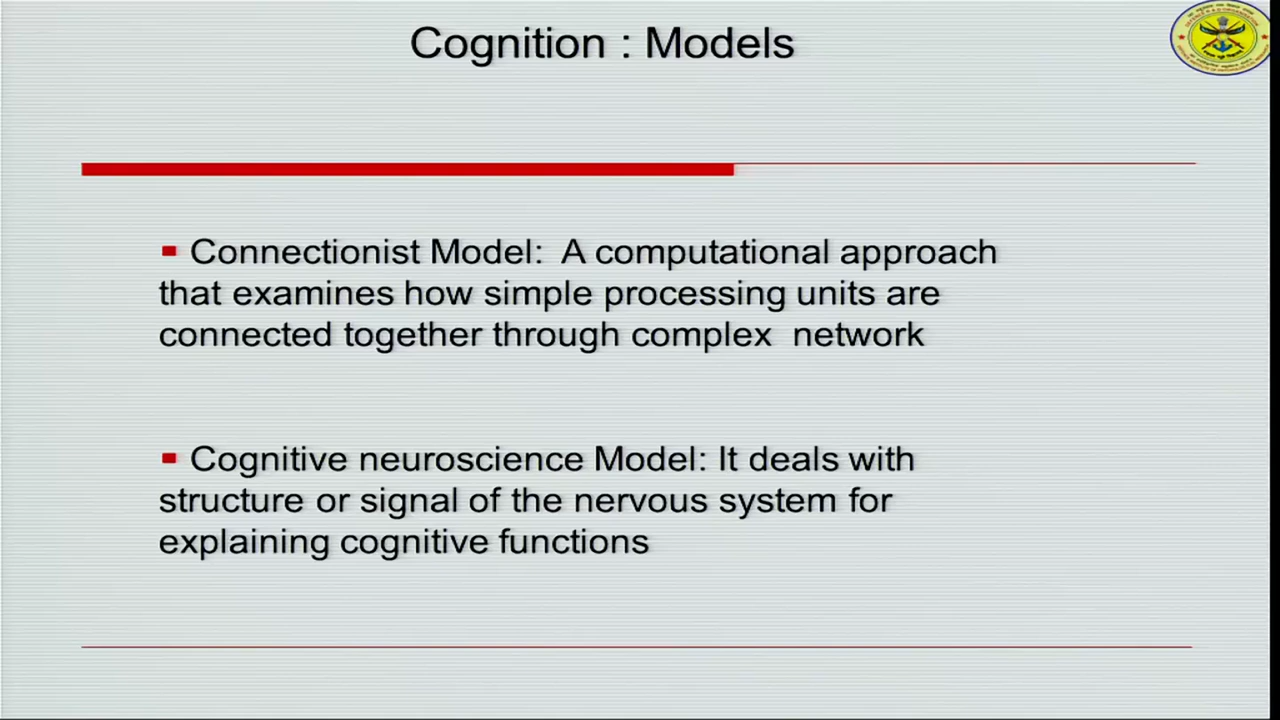 Cognition : Models
▪ Connectionist Model:  A computational approach
that examines how simple processing units are
connected together through complex  network
▪ Cognitive neuroscience Model: It deals with
structure or signal of the nervous system for
explaining cognitive functions